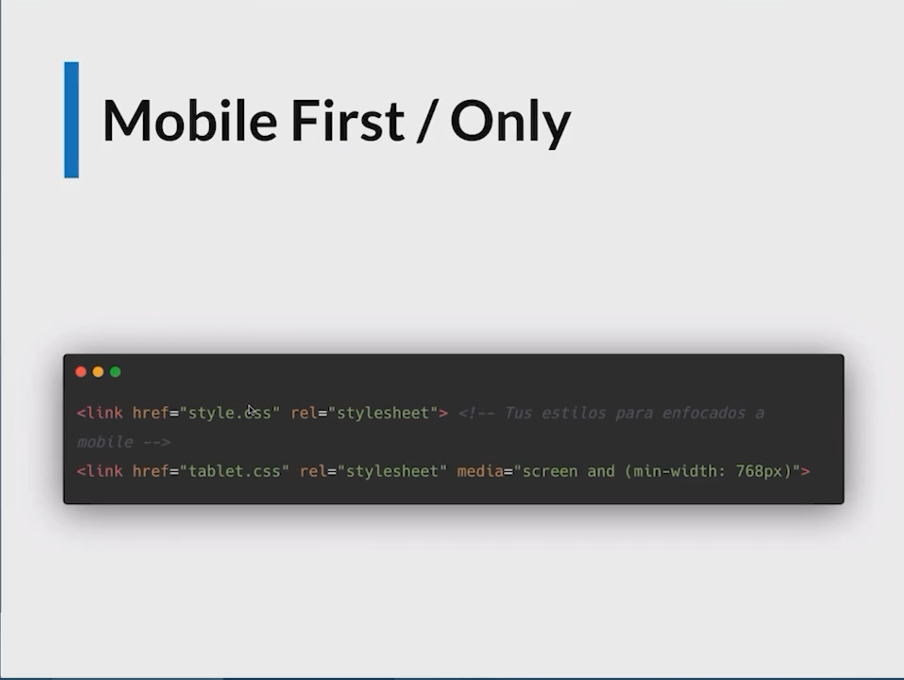 Mobile First / Only
<link href="style.css" rel="stylesheet"> <!-- Tus estilos para enfocados a
mobile -->
<link href="tablet.css" rel="stylesheet" media="screen and (min-width: 768px)">